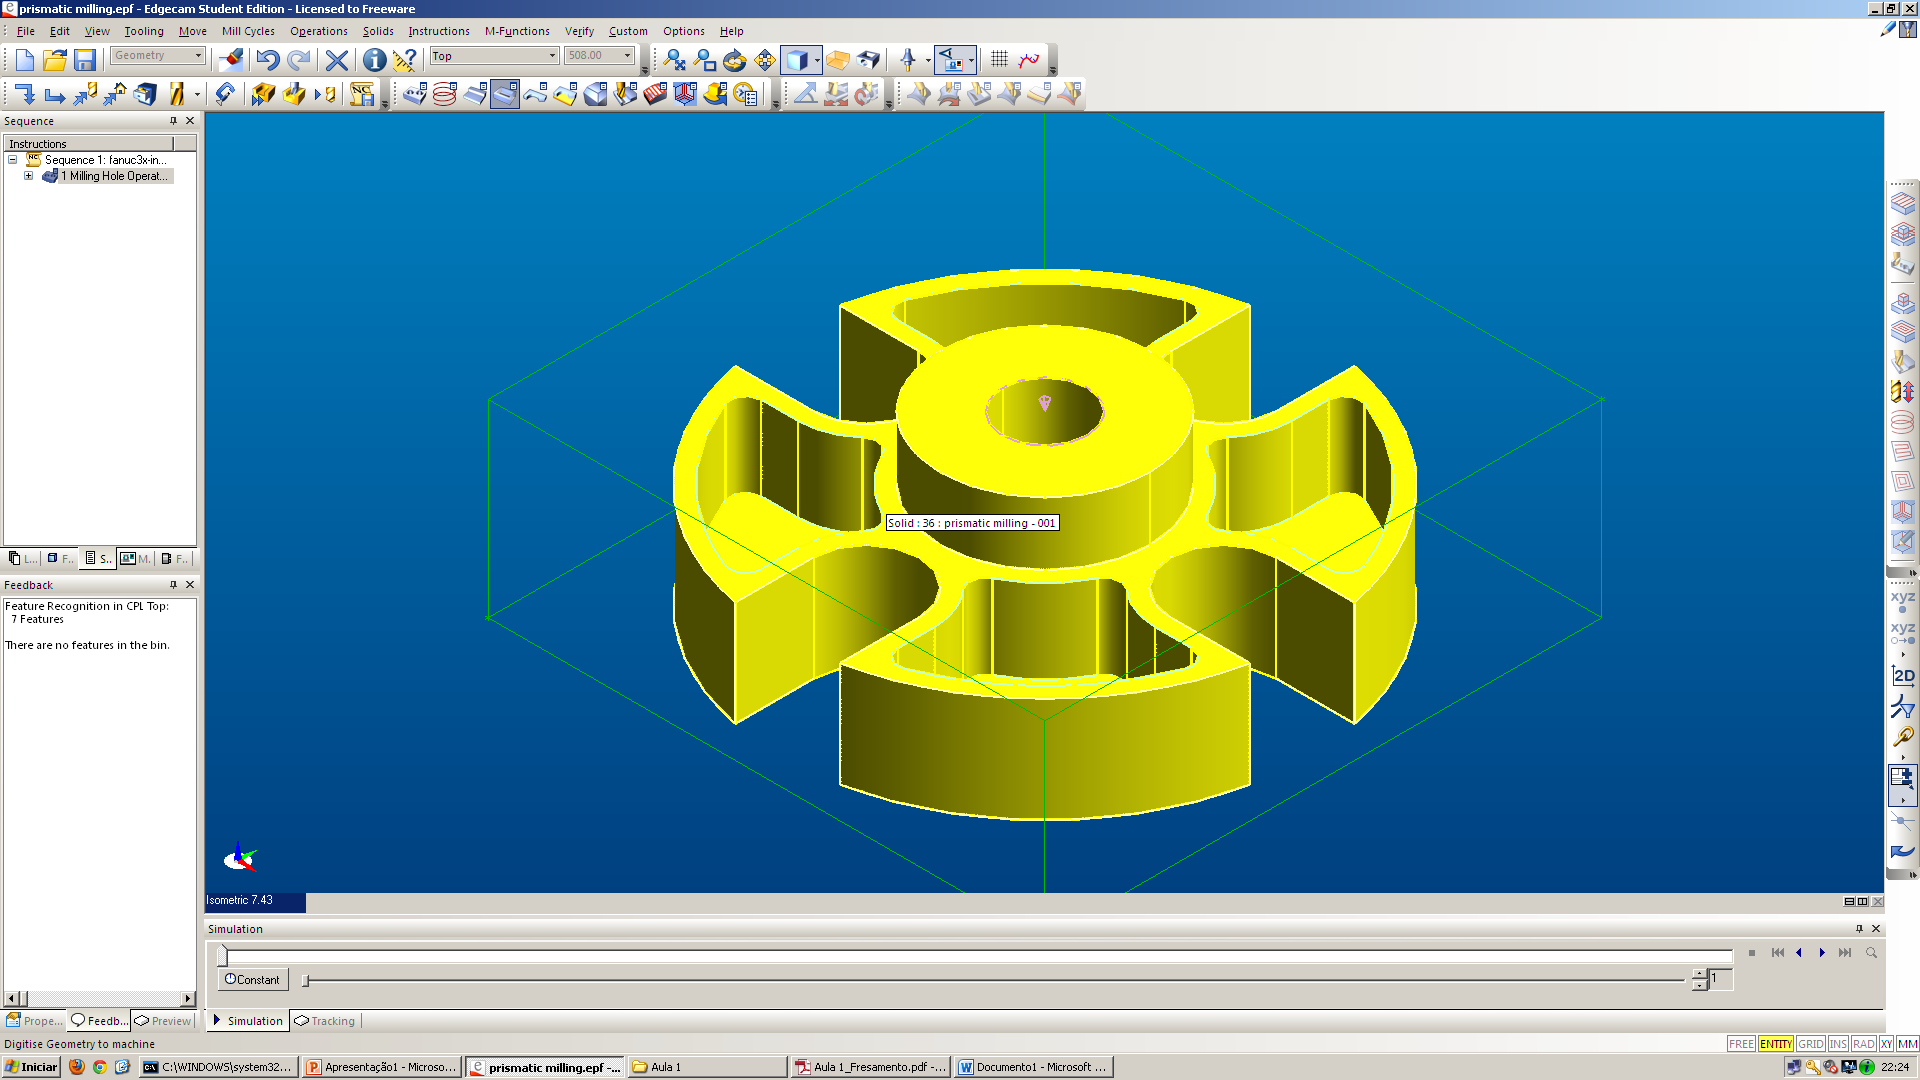 prismatic milling.epf - Edgecam Student Edition - Licensed to Freeware
File Edit View Tooling Move Mill Cycles Operations Solids Instructions M-Functions Verify Custom Options Help
Geometry Top 508.00
Sequence
Instructions
Sequence 1: fanuc3x-in...
1 Milling Hole Operat...
L... F.. S.. M. F..
Feedback
Feature Recognition in CPL Top:
7 Features
There are no features in the bin.
Solid : 36 : prismatic milling - 001
xyz
xyz
2D
Isometric 7.43
Simulation
Constant 1
Prope... Feedb... Preview Simulation Tracking
Digitise Geometry to machine
FREE ENTITY GRID INS RAD XY MM
Iniciar C:\WINDOWS\system32... Apresentação1 - Microso... prismatic milling.epf -... Aula 1 Aula 1_Fresamento.pdf -... Documento1 - Microsoft ... 22:24